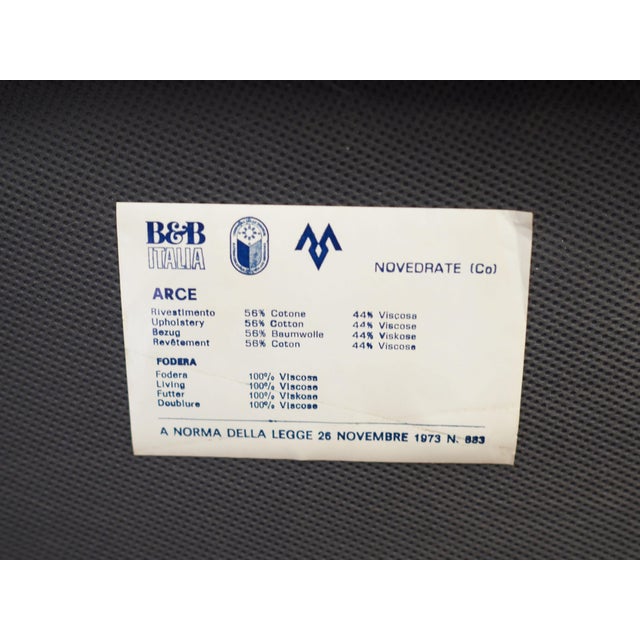 B&B
ITALIA
NOVEDRATE (Co)
ARCE
Rivestimento 56% Cotone 44% Viscosa
Upholstery 56% Cotton 44% Viscose
Bezug 56% Baumwolle 44% Viskose
Revêtement 56% Coton 44% Viscose
FODERA
Fodera 100% Viscosa
Living 100% Viscose
Futter 100% Viskose
Doublure 100% Viscose
A NORMA DELLA LEGGE 26 NOVEMBRE 1973 N. 883